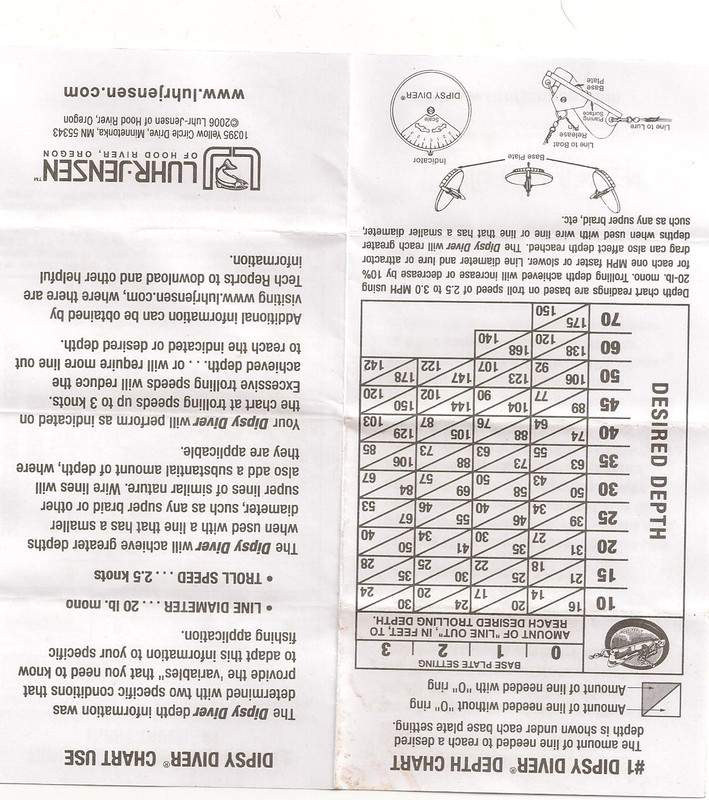 #1 DIPSY DIVER® DEPTH CHART
The amount of line needed to reach a desired
depth is shown under each base plate setting.
Amount of line needed without "O" ring
Amount of line needed with "O" ring
BASE PLATE SETTING
0 1 2 3
AMOUNT OF "LINE OUT", IN FEET, TO
REACH DESIRED TROLLING DEPTH.
DESIRED DEPTH
10 16 14 20 17 24 20 30 24
15 21 18 25 22 30 25 35 28
20 31 27 35 30 41 34 50 40
25 39 34 46 40 55 46 67 53
30 50 43 58 50 69 57 84 67
35 63 55 73 63 88 73 106 85
40 74 64 88 76 105 87 129 103
45 89 77 104 90 144 102 150 120
50 106 92 123 107 147 122 178 142
60 138 120 168 140
70 175 150
Depth chart readings are based on troll speed of 2.5 to 3.0 MPH using
20-lb. mono. Trolling depth achieved will increase or decrease by 10%
for each one MPH faster or slower. Line diameter and lure or attractor
drag can also affect depth reached. The Dipsy Diver will reach greater
depths when used with wire line or line that has a smaller diameter,
such as any super braid, etc.
Base Plate
Line to Boat
Release
Pin
Line to Lure
Planing
Surface
Base
Plate
Indicator
Scale
DIPSY DIVER®
DIPSY DIVER® CHART USE
The Dipsy Diver depth information was
determined with two specific conditions that
provide the "variables" that you need to know
to adapt this information to your specific
fishing application.
• LINE DIAMETER . . . . 20 lb. mono
• TROLL SPEED . . . . 2.5 knots
The Dipsy Diver will achieve greater depths
when used with a line that has a smaller
diameter, such as any super braid or other
super lines of similar nature. Wire lines will
also add a substantial amount of depth, where
they are applicable.
Your Dipsy Diver will perform as indicated on
the chart at trolling speeds up to 3 knots.
Excessive trolling speeds will reduce the
achieved depth. . . or will require more line out
to reach the indicated or desired depth.
Additional information can be obtained by
visiting www.luhrjensen.com, where there are
Tech Reports to download and other helpful
information.
LUHR·JENSEN™
OF HOOD RIVER, OREGON
10395 Yellow Circle Drive, Minnetonka, MN 55343
©2006 Luhr-Jensen of Hood River, Oregon
www.luhrjensen.com